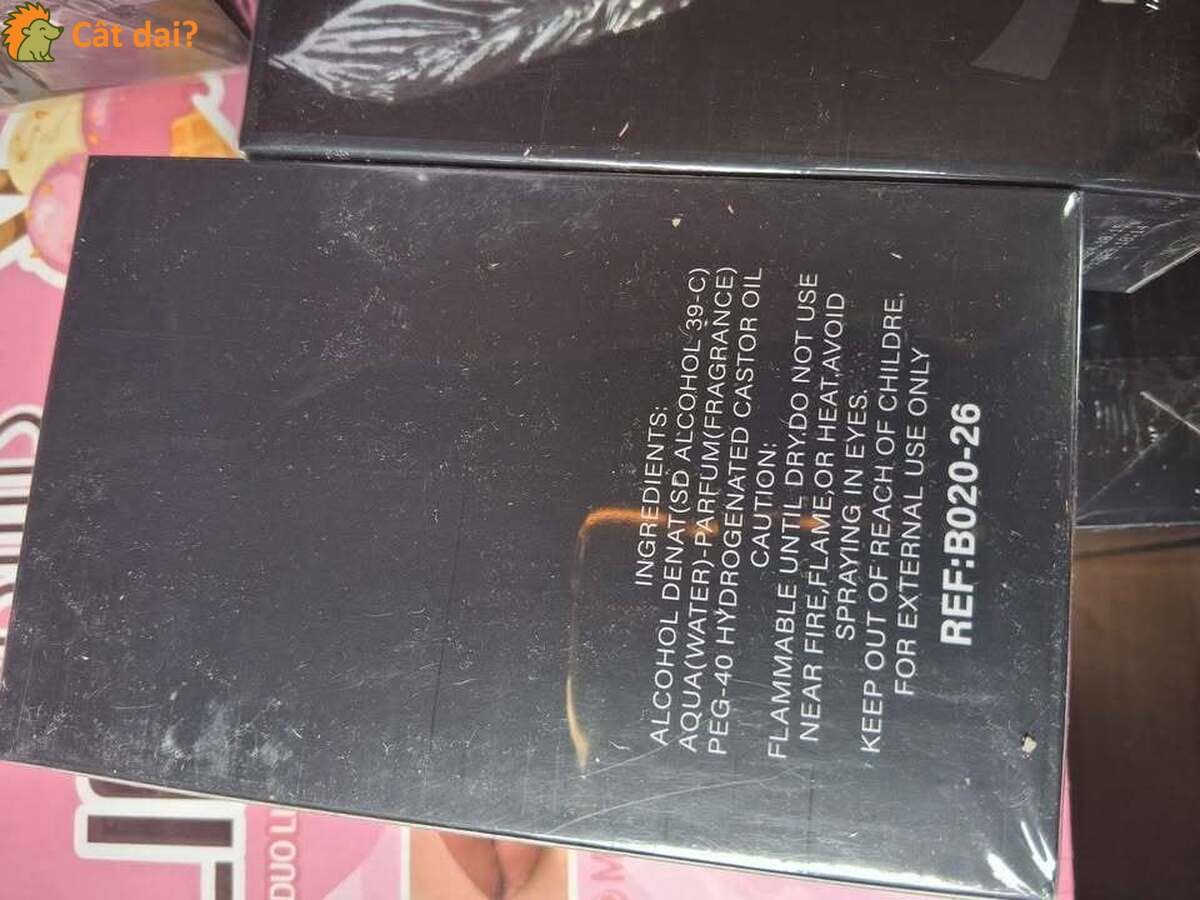 Cât dai?
INGREDIENTS:
ALCOHOL DENAT(SD ALCOHOL 39-C)
AQUA(WATER)-PARFUM(FRAGRANCE)
PEG-40 HYDROGENATED CASTOR OIL
CAUTION:
FLAMMABLE UNTIL DRY.DO NOT USE
NEAR FIRE,FLAME,OR HEAT,AVOID
SPRAYING IN EYES.
KEEP OUT OF REACH OF CHILDRE.
FOR EXTERNAL USE ONLY
REF:B020-26
DUO